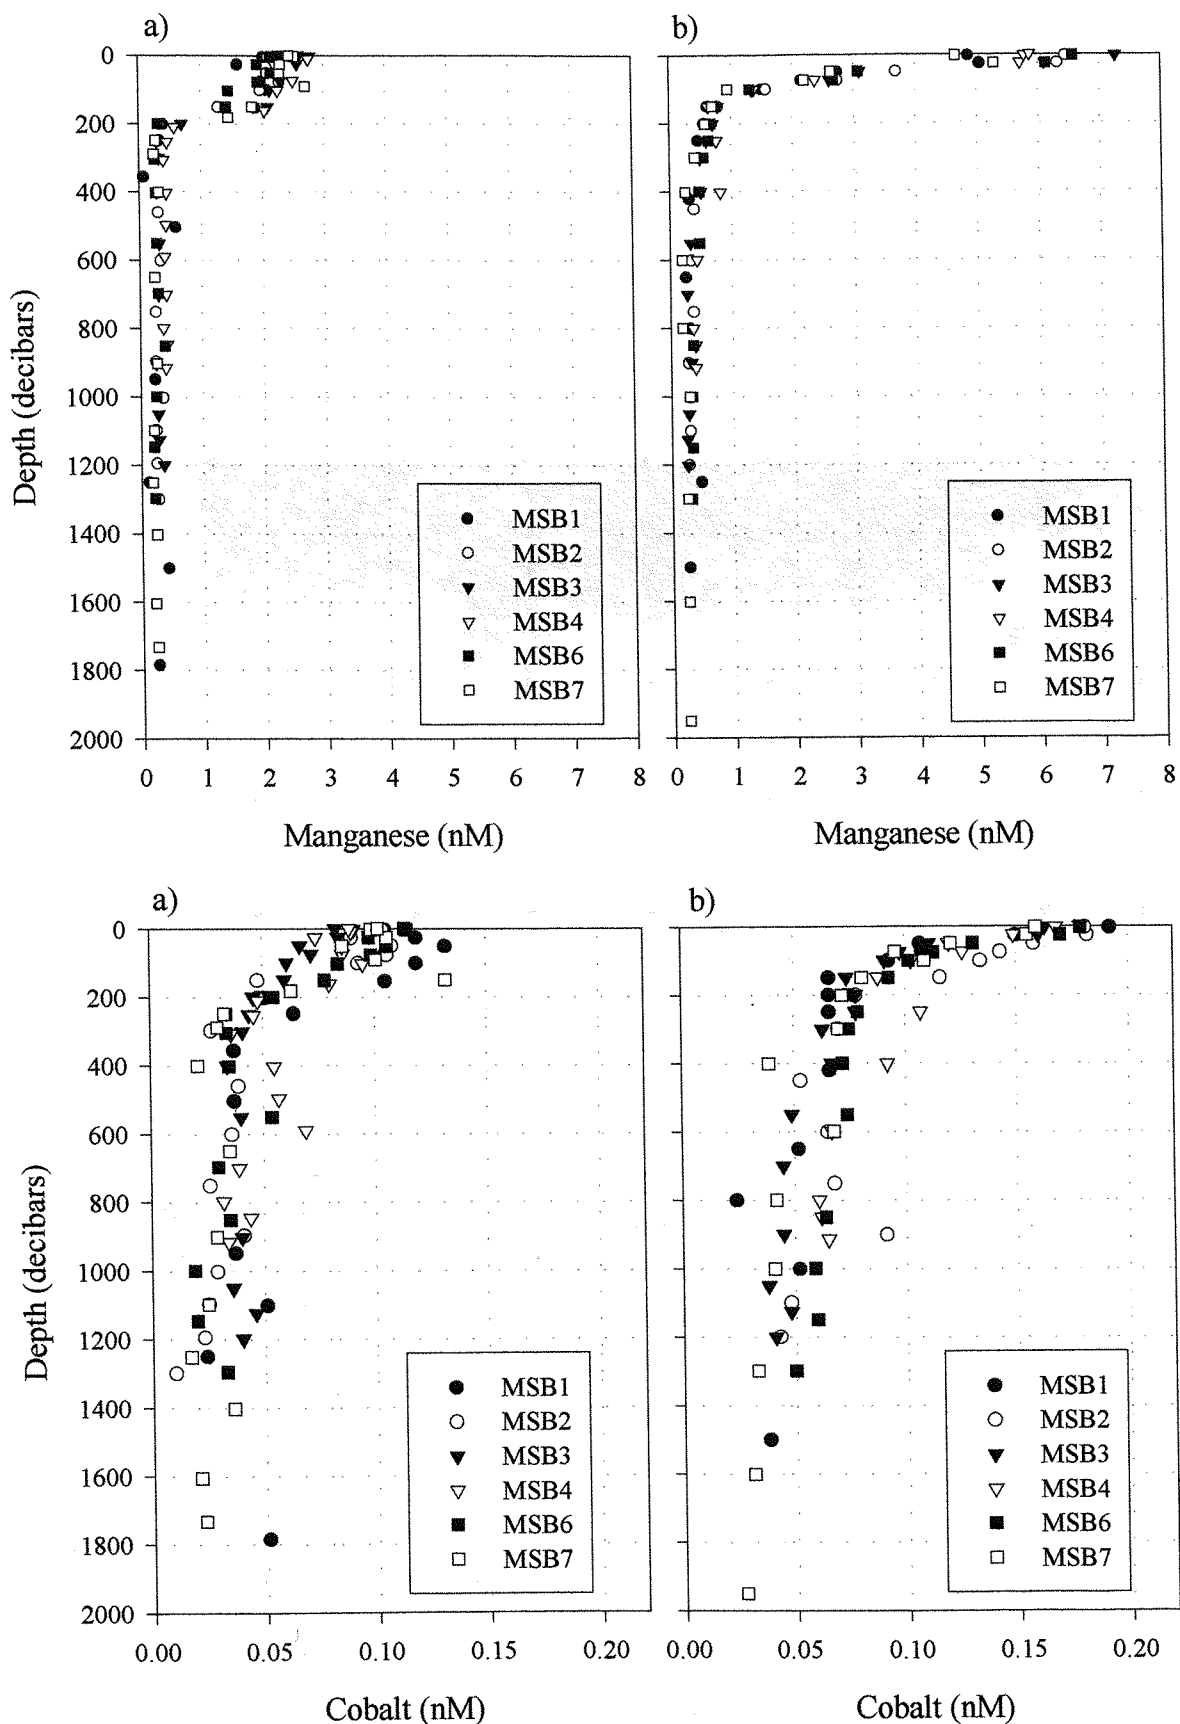 a)
b)
0
200
400
600
800
1000
1200
1400
1600
1800
2000
Depth (decibars)
MSB1
MSB2
MSB3
MSB4
MSB6
MSB7
MSB1
MSB2
MSB3
MSB4
MSB6
MSB7
0 1 2 3 4 5 6 7 8
0 1 2 3 4 5 6 7 8
Manganese (nM)
Manganese (nM)
a)
b)
0
200
400
600
800
1000
1200
1400
1600
1800
2000
Depth (decibars)
MSB1
MSB2
MSB3
MSB4
MSB6
MSB7
MSB1
MSB2
MSB3
MSB4
MSB6
MSB7
0.00 0.05 0.10 0.15 0.20
0.00 0.05 0.10 0.15 0.20
Cobalt (nM)
Cobalt (nM)